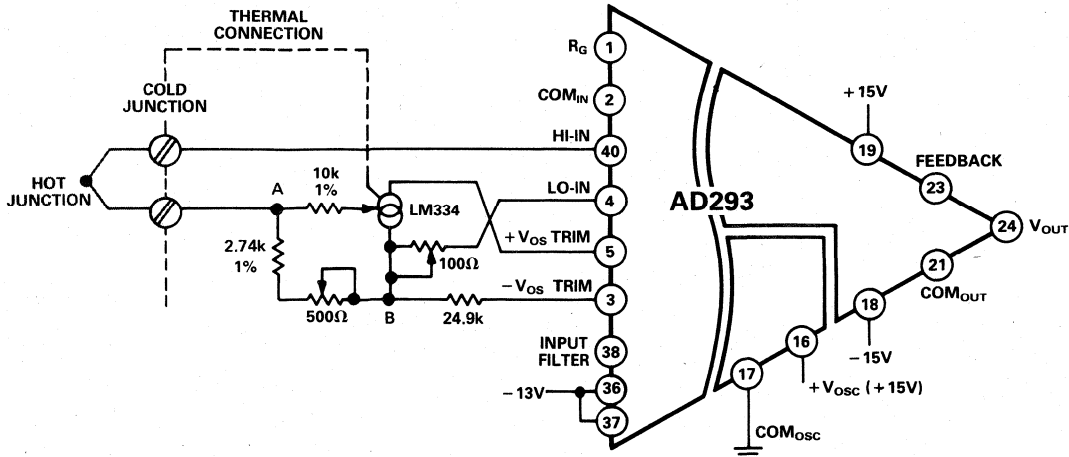 THERMAL
CONNECTION
COLD
JUNCTION
HOT
JUNCTION
A
10k
1%
LM334
2.74k
1%
100Ω
500Ω
B
24.9k
R_G
1
COM_IN
2
HI-IN
40
LO-IN
4
+V_OS TRIM
5
−V_OS TRIM
3
INPUT
FILTER
38
−13V
36
37
AD293
+15V
19
FEEDBACK
23
24
V_OUT
21
COM_OUT
18
−15V
16
+V_OSC (+15V)
17
COM_OSC